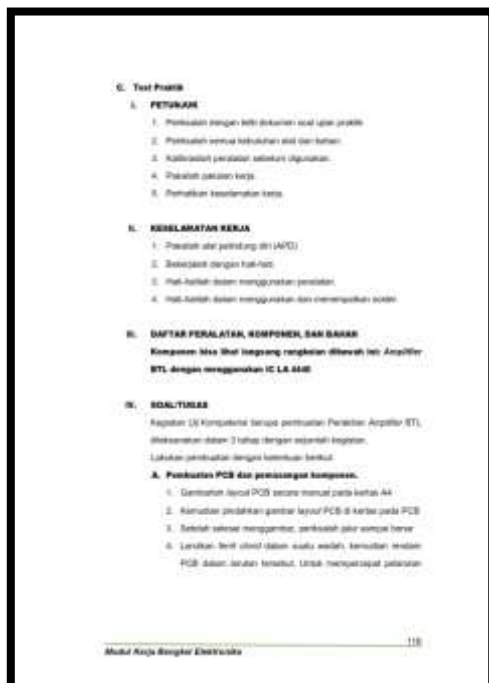 C. Test Praktik
I. PETUNJUK
1. Periksalah dengan teliti dokumen soal ujian praktik
2. Periksalah semua kebutuhan alat dan bahan
3. Kalibrasilah peralatan sebelum digunakan
4. Pakailah pakaian kerja
5. Perhatikan keselamatan kerja
II. KESELAMATAN KERJA
1. Pakailah alat pelindung diri (APD)
2. Bekerjalah dengan hati-hati
3. Hati-hatilah dalam menggunakan peralatan
4. Hati-hatilah dalam menggunakan dan menempatkan solder
III. DAFTAR PERALATAN, KOMPONEN, DAN BAHAN
Komponen bisa lihat langsung rangkaian dibawah ini: Amplifier
BTL dengan menggunakan IC LA 4440
IV. SOAL/TUGAS
Kegiatan Uji Kompetensi berupa pembuatan Perakitan Amplifier BTL
dilaksanakan dalam 3 tahap dengan sejumlah kegiatan.
Lakukan pembuatan dengan ketentuan berikut
A. Pembuatan PCB dan pemasangan komponen.
1. Gambarlah layout PCB secara manual pada kertas A4
2. Kemudian pindahkan gambar layout PCB di kertas pada PCB
3. Setelah selesai menggambar, periksalah jalur sampai benar
4. Larutkan ferit clorid dalam suatu wadah, kemudian rendam
PCB dalam larutan tersebut. Untuk mempercepat pelarutan
Modul Kerja Bengkel Elektronika